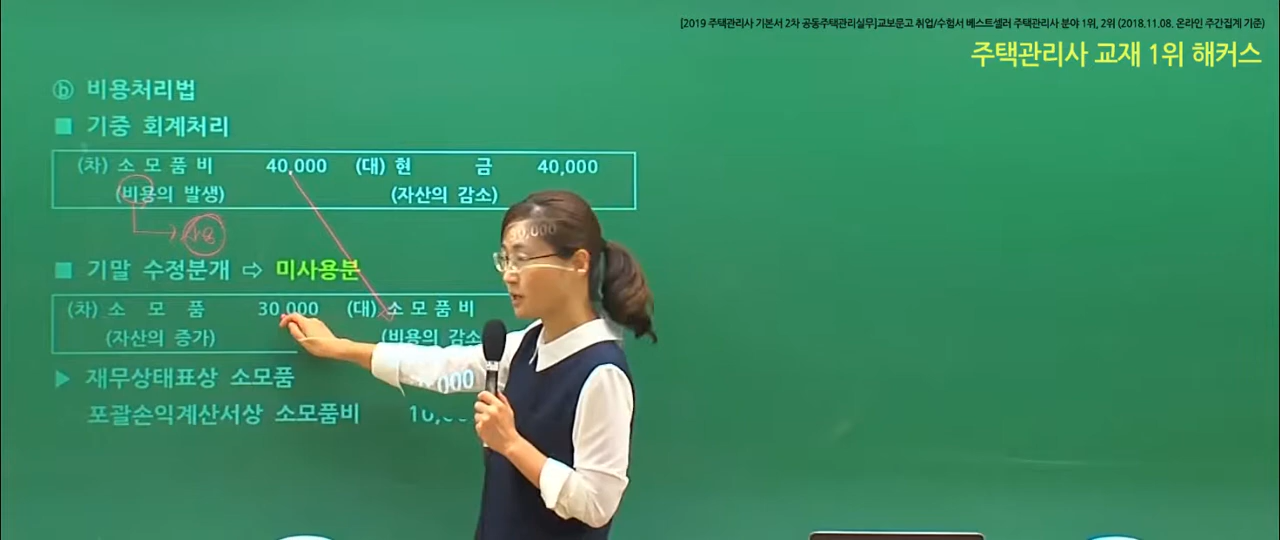 [2019 주택관리사 기본서 2차 공동주택관리실무]교보문고 취업/수험서 베스트셀러 주택관리사 분야 1위, 2위 (2018.11.08. 온라인 주간집계 기준)
주택관리사 교재 1위 해커스
ⓑ 비용처리법
■ 기중 회계처리
(차) 소 모 품 비 40,000 (대) 현 금 40,000
(비용의 발생) (자산의 감소)
■ 기말 수정분개 ⇨ 미사용분
(차) 소 모 품 30,000 (대) 소 모 품 비 30,000
(자산의 증가) (비용의 감소
▶ 재무상태표상 소모품
포괄손익계산서상 소모품비